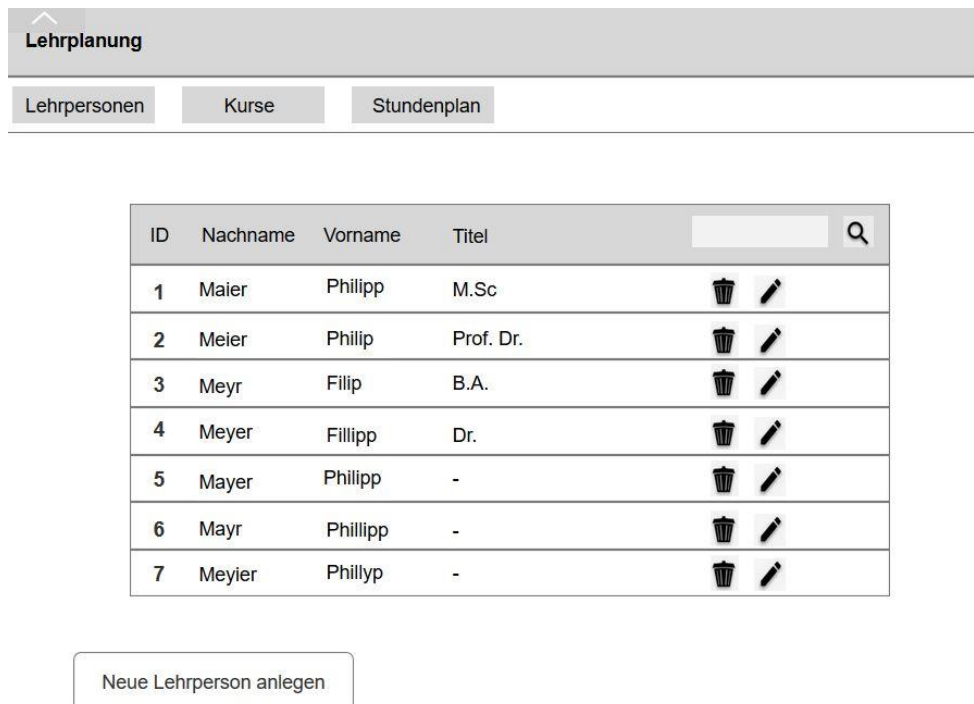 Lehrplanung
Lehrpersonen Kurse Stundenplan
ID Nachname Vorname Titel
1 Maier Philipp M.Sc
2 Meier Philip Prof. Dr.
3 Meyr Filip B.A.
4 Meyer Fillipp Dr.
5 Mayer Philipp -
6 Mayr Phillipp -
7 Meyier Phillyp -
Neue Lehrperson anlegen